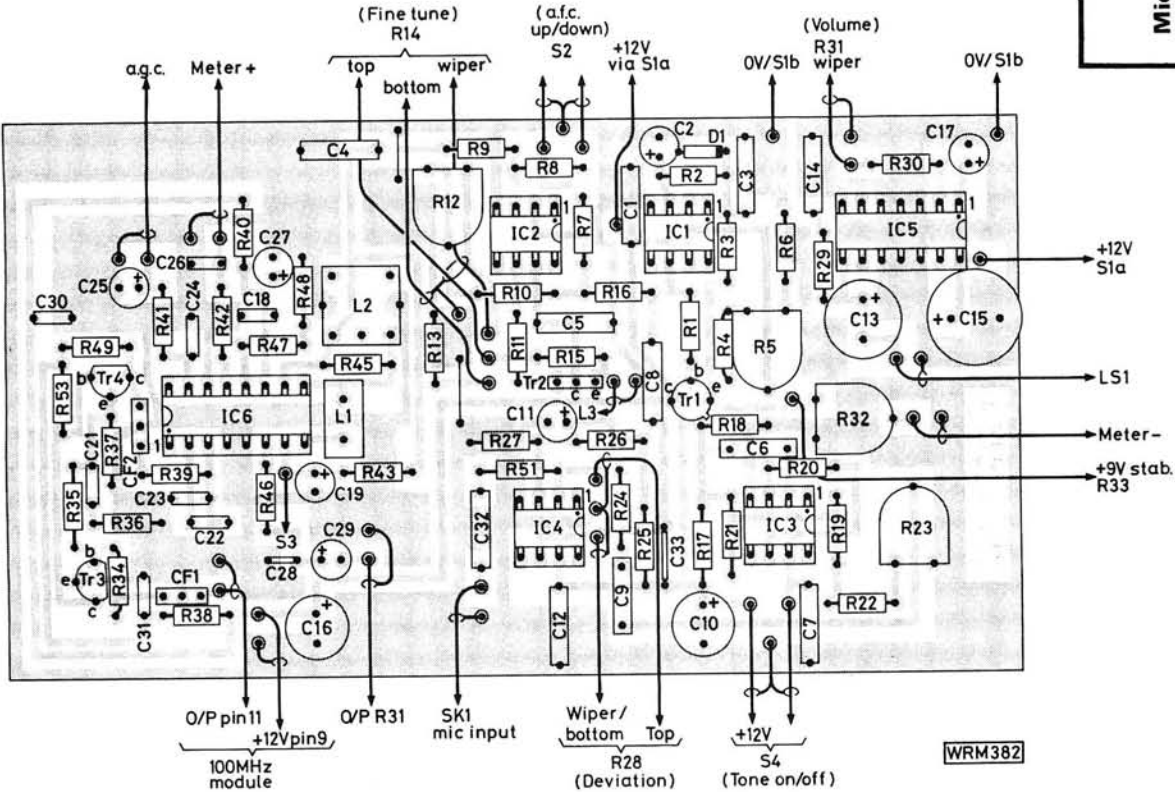 Mic
(Fine tune)
R14
top wiper
bottom
(a.f.c. up/down)
S2
+12V via S1a
0V/S1b
(Volume)
R31
wiper
0V/S1b
a.g.c.
Meter+
C4
R9
R8
C2
D1
R2
C3
C14
R30
C17
R12
IC2
1
R7
C1
IC1
1
R3
R6
R29
IC5
1
+12V
S1a
R40
C26
C27
C25
C24
R41
R42
C18
R48
L2
R10
R16
C30
R49
R47
R45
R13
R11
C5
R15
R1
R4
R5
C13
C15
LS1
R53
b Tr4 c
e
IC6
1
L1
Tr2
c e
L3
C8
b
c Tr1 e
R18
C6
R32
Meter-
C21
R37
CF2
C11
R27
R26
R20
+9V stab.
R33
R35
R39
C23
R46
C19
R43
R51
R36
C22
S3
C29
C32
IC4
1
R24
R25
C33
R17
R21
IC3
1
R19
R23
b
e Tr3
c
R34
C31
CF1
R38
C28
C16
C12
C9
C10
C7
R22
O/P pin11
+12V pin9
100MHz
module
O/P R31
SK1
mic input
Wiper/
bottom
Top
R28
(Deviation)
+12V
S4
(Tone on/off)
WRM382